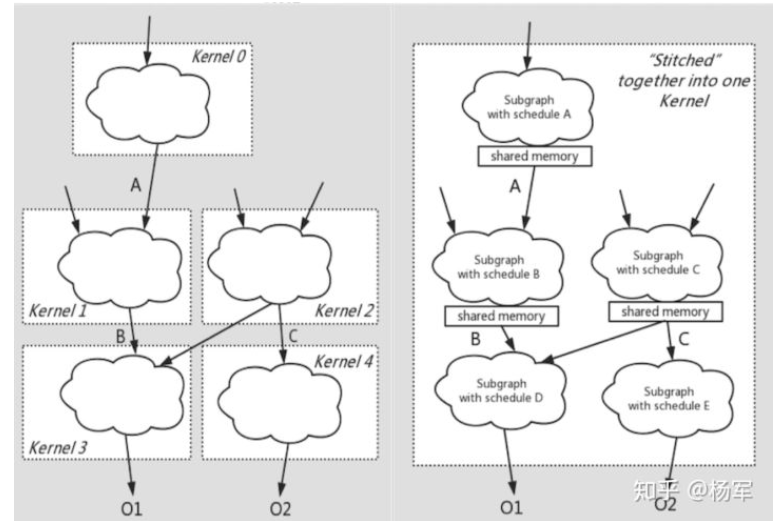 Kernel 0
A
Kernel 1
Kernel 2
B
C
Kernel 3
Kernel 4
O1
O2
"Stitched"
together into one
Kernel
Subgraph
with schedule A
shared memory
A
Subgraph
with schedule B
shared memory
Subgraph
with schedule C
shared memory
B
C
Subgraph
with schedule D
Subgraph
with schedule E
O1
O2
知乎 @杨军